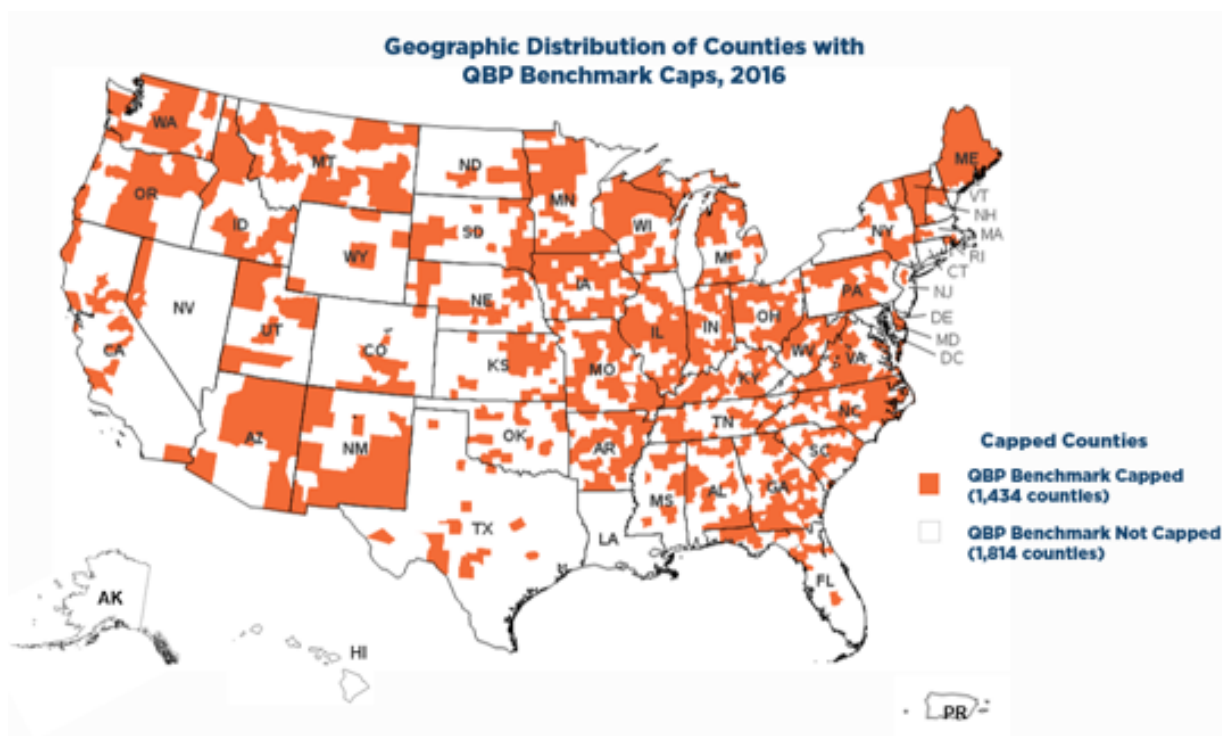 Geographic Distribution of Counties with
QBP Benchmark Caps, 2016
WA
MT
ND
MN
ME
OR
ID
SD
WI
VT
NH
NY
MA
WY
MI
RI
CT
IA
PA
NJ
NE
NV
OH
IL
IN
DE
UT
MD
CO
WV
VA
DC
CA
KS
MO
KY
NC
TN
AZ
OK
NM
AR
SC
Capped Counties
MS
AL
GA
QBP Benchmark Capped
(1,434 counties)
TX
LA
QBP Benchmark Not Capped
(1,814 counties)
FL
AK
HI
PR